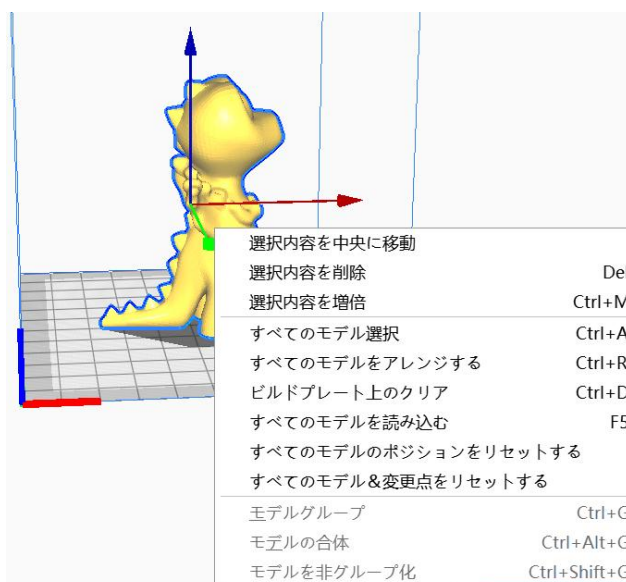 選択内容を中央に移動
選択内容を削除 Del
選択内容を増倍 Ctrl+M
すべてのモデル選択 Ctrl+A
すべてのモデルをアレンジする Ctrl+R
ビルドプレート上のクリア Ctrl+D
すべてのモデルを読み込む F5
すべてのモデルのポジションをリセットする
すべてのモデル&変更点をリセットする
モデルグループ Ctrl+G
モデルの合体 Ctrl+Alt+G
モデルを非グループ化 Ctrl+Shift+G